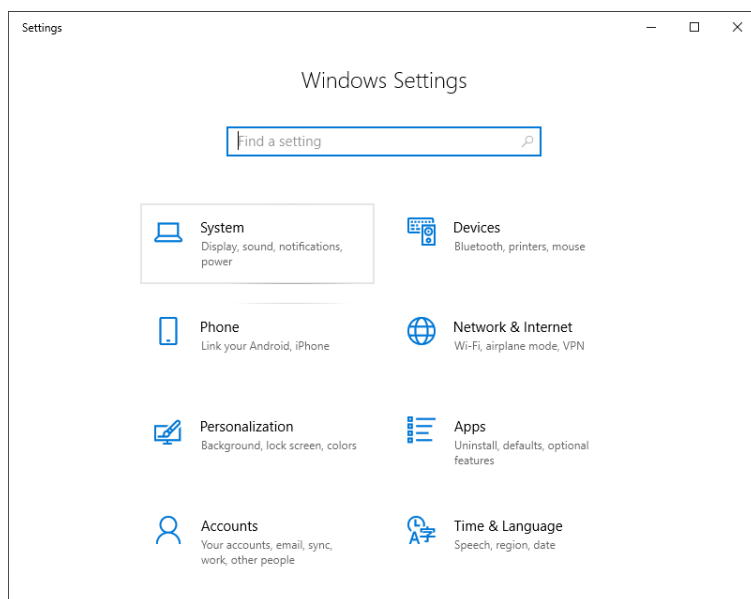 Settings
Windows Settings
Find a setting
System
Display, sound, notifications,
power
Devices
Bluetooth, printers, mouse
Phone
Link your Android, iPhone
Network & Internet
Wi-Fi, airplane mode, VPN
Personalization
Background, lock screen, colors
Apps
Uninstall, defaults, optional
features
Accounts
Your accounts, email, sync,
work, other people
Time & Language
Speech, region, date